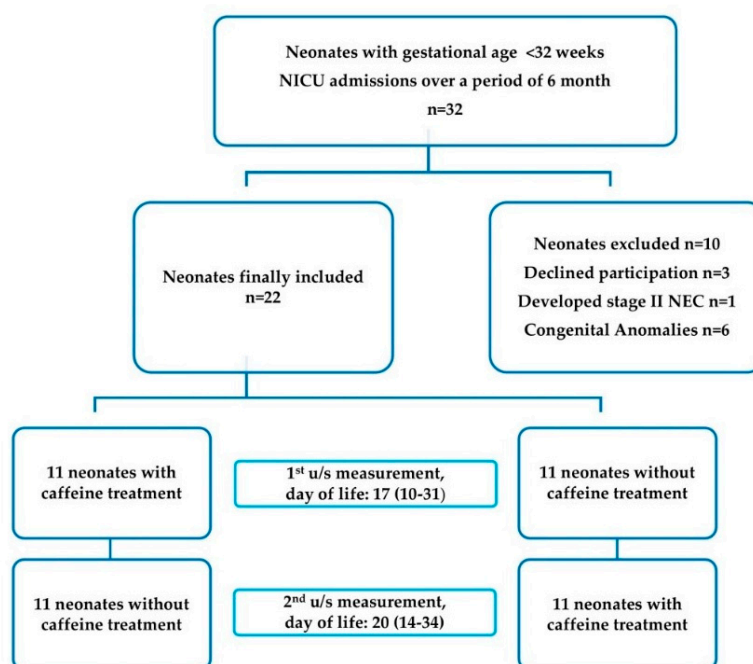 Neonates with gestational age <32 weeks
NICU admissions over a period of 6 month
n=32
Neonates finally included
n=22
Neonates excluded n=10
Declined participation n=3
Developed stage II NEC n=1
Congenital Anomalies n=6
11 neonates with
caffeine treatment
1st u/s measurement,
day of life: 17 (10-31)
11 neonates without
caffeine treatment
11 neonates without
caffeine treatment
2nd u/s measurement,
day of life: 20 (14-34)
11 neonates with
caffeine treatment